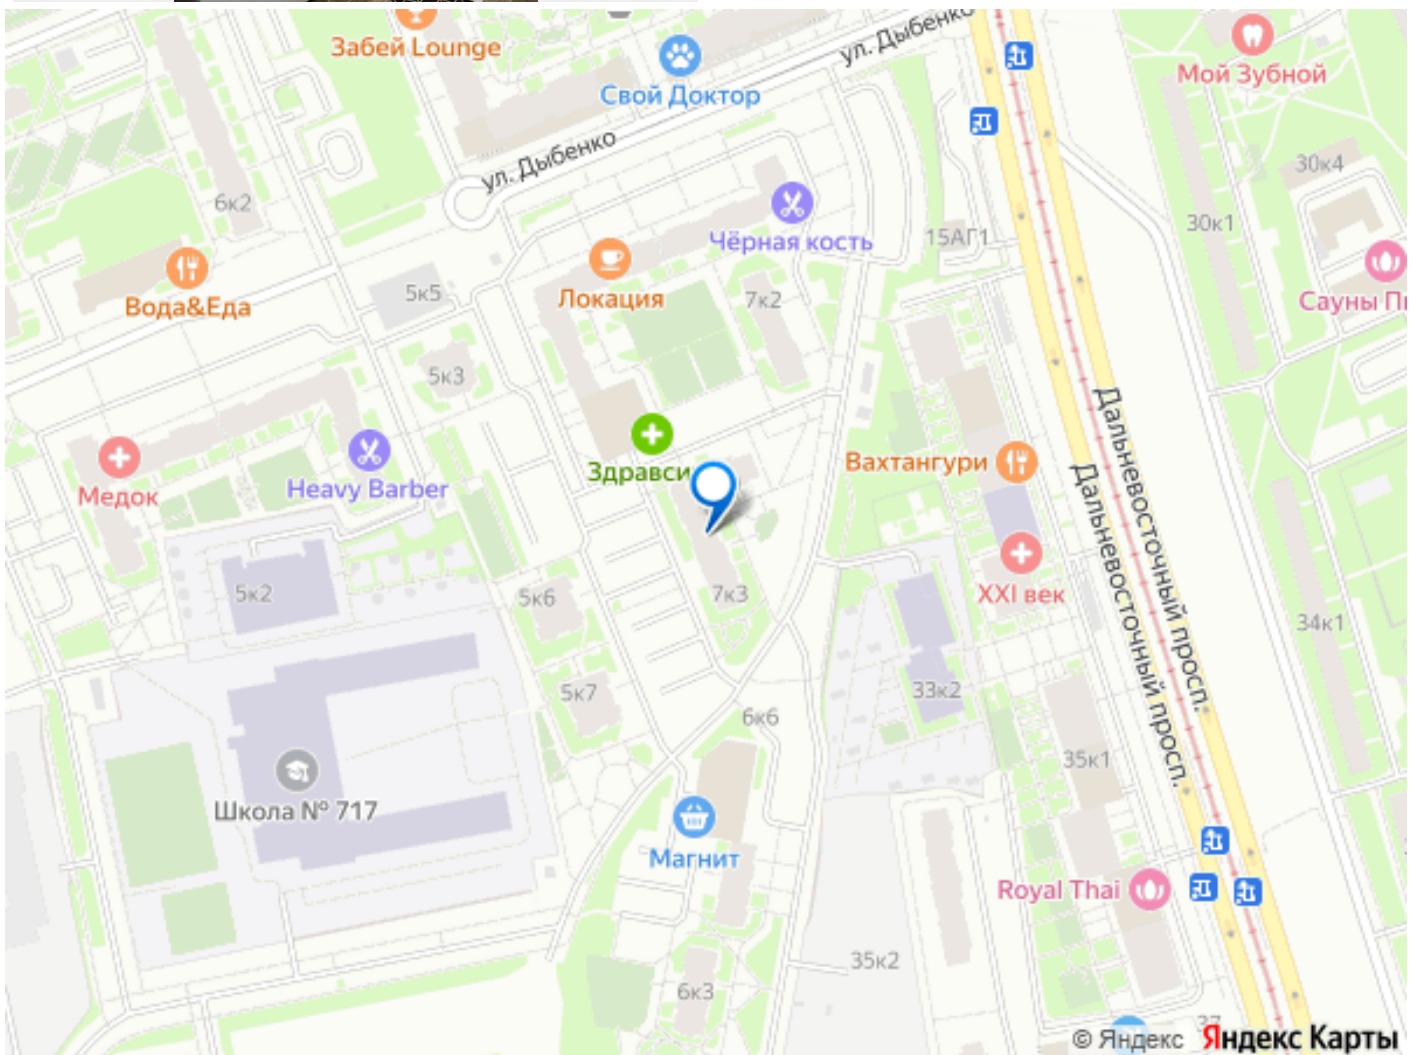 Забей Lounge
ул. Дыбенко
Мой Зубной
Свой Доктор
ул. Дыбенко
30к4
6к2
30к1
Чёрная кость
15АГ1
Вода&Еда
5к5
Локация
7к2
Сауны П
5к3
Дальневосточный просп.
Здравси
Вахтангури
Медок
Heavy Barber
Дальневосточный просп.
5к2
5к6
7к3
XXI век
34к1
5к7
33к2
6к6
35к1
Школа № 717
Магнит
Royal Thai
35к2
6к3
37
© Яндекс Яндекс Карты